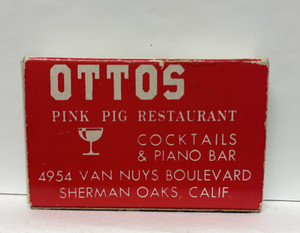 OTTO'S
PINK PIG RESTAURANT
COCKTAILS
& PIANO BAR
4954 VAN NUYS BOULEVARD
SHERMAN OAKS, CALIF.